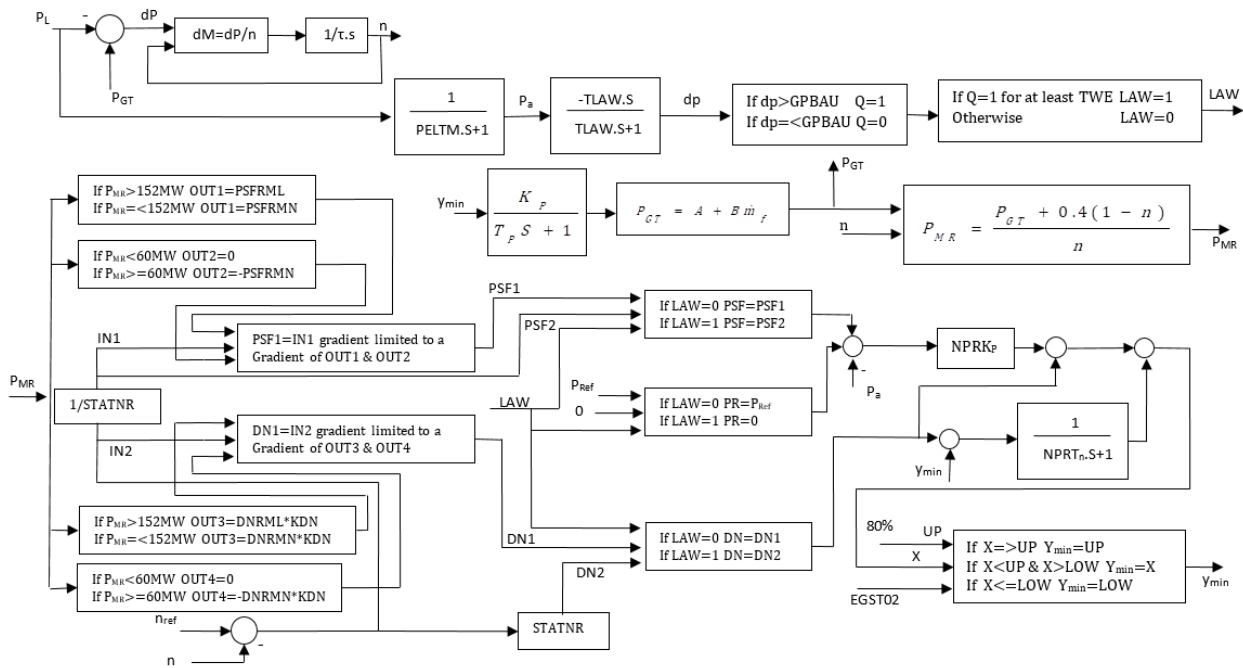 P_L
-
dP
dM=dP/n
1/τ.s
n
P_GT
1
PELTM.S+1
P_a
-TLAW.S
TLAW.S+1
dp
If dp>GPBAU Q=1
If dp=<GPBAU Q=0
If Q=1 for at least TWE LAW=1
Otherwise LAW=0
LAW
If P_MR>152MW OUT1=PSFRML
If P_MR=<152MW OUT1=PSFRMN
If P_MR<60MW OUT2=0
If P_MR>=60MW OUT2=-PSFRMN
y_min
K_P
T_P S + 1
P_GT = A + B ṁ_f
P_GT
n
P_MR = P_GT + 0.4(1 - n)
n
P_MR
IN1
PSF1=IN1 gradient limited to a
Gradient of OUT1 & OUT2
PSF1
PSF2
If LAW=0 PSF=PSF1
If LAW=1 PSF=PSF2
-
P_a
NPRK_P
P_MR
1/STATNR
IN2
LAW
P_Ref
0
If LAW=0 PR=P_Ref
If LAW=1 PR=0
DN1=IN2 gradient limited to a
Gradient of OUT3 & OUT4
y_min
1
NPRT_n.S+1
If P_MR>152MW OUT3=DNRML*KDN
If P_MR=<152MW OUT3=DNRMN*KDN
If P_MR<60MW OUT4=0
If P_MR>=60MW OUT4=-DNRMN*KDN
DN1
DN2
If LAW=0 DN=DN1
If LAW=1 DN=DN2
80%
UP
X
EGST02
If X=>UP Y_min=UP
If X<UP & X>LOW Y_min=X
If X<=LOW Y_min=LOW
y_min
n_ref
-
n
STATNR